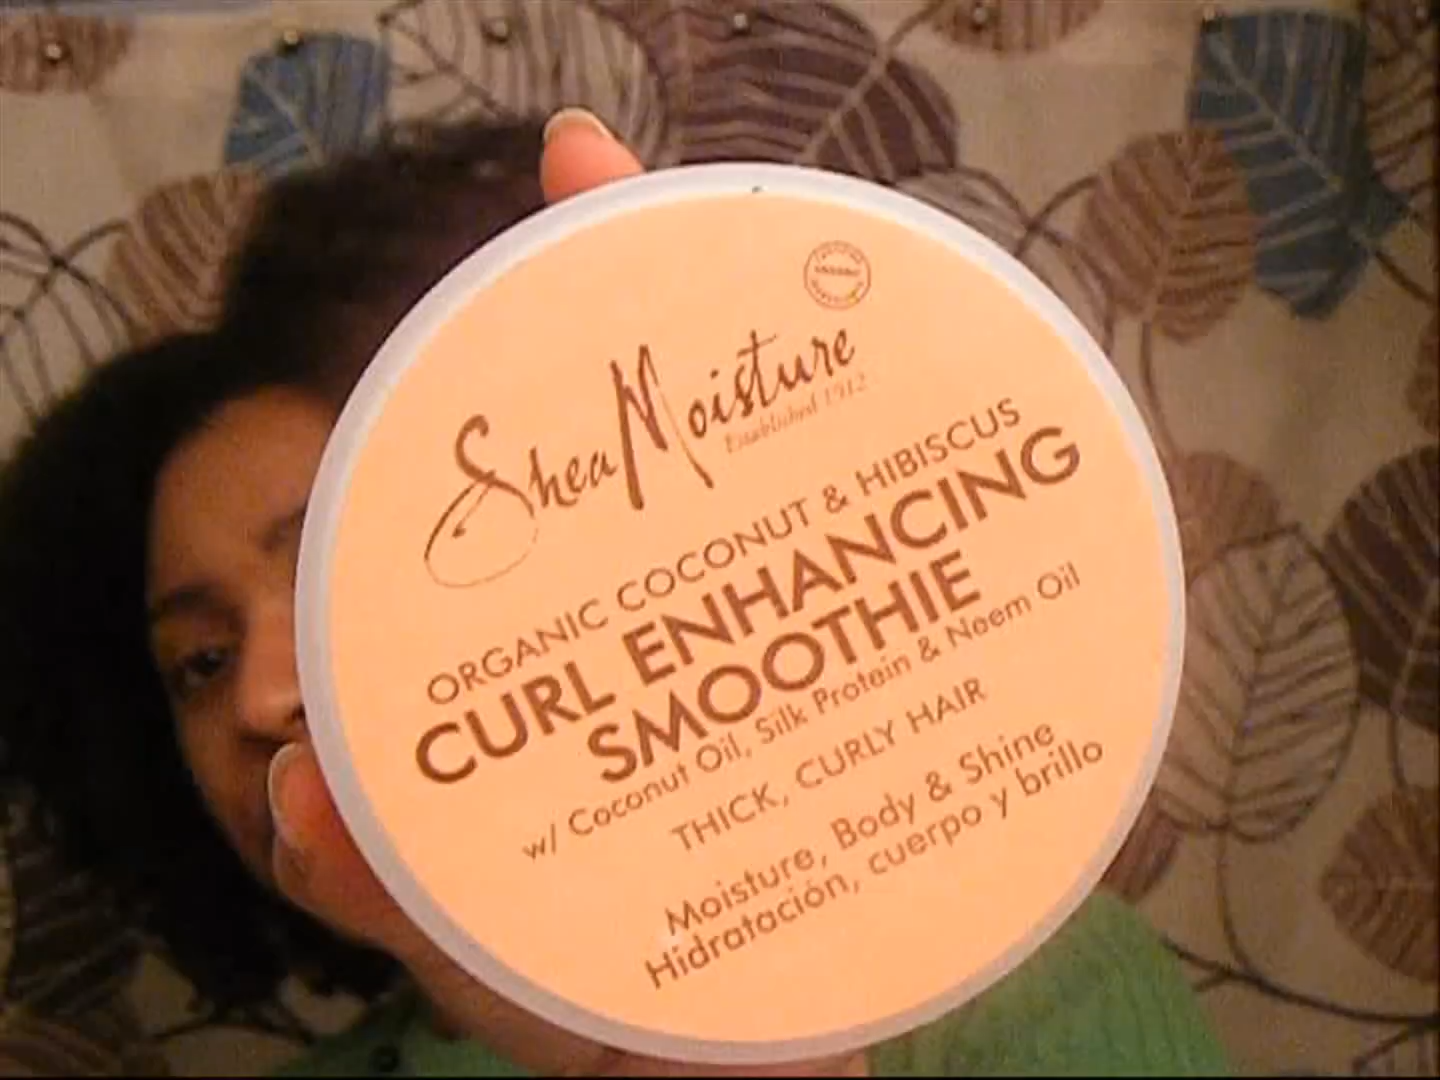 SheaMoisture
Established 1912
ORGANIC COCONUT & HIBISCUS
CURL ENHANCING
SMOOTHIE
w/ Coconut Oil, Silk Protein & Neem Oil
THICK, CURLY HAIR
Moisture, Body & Shine
Hidratación, cuerpo y brillo